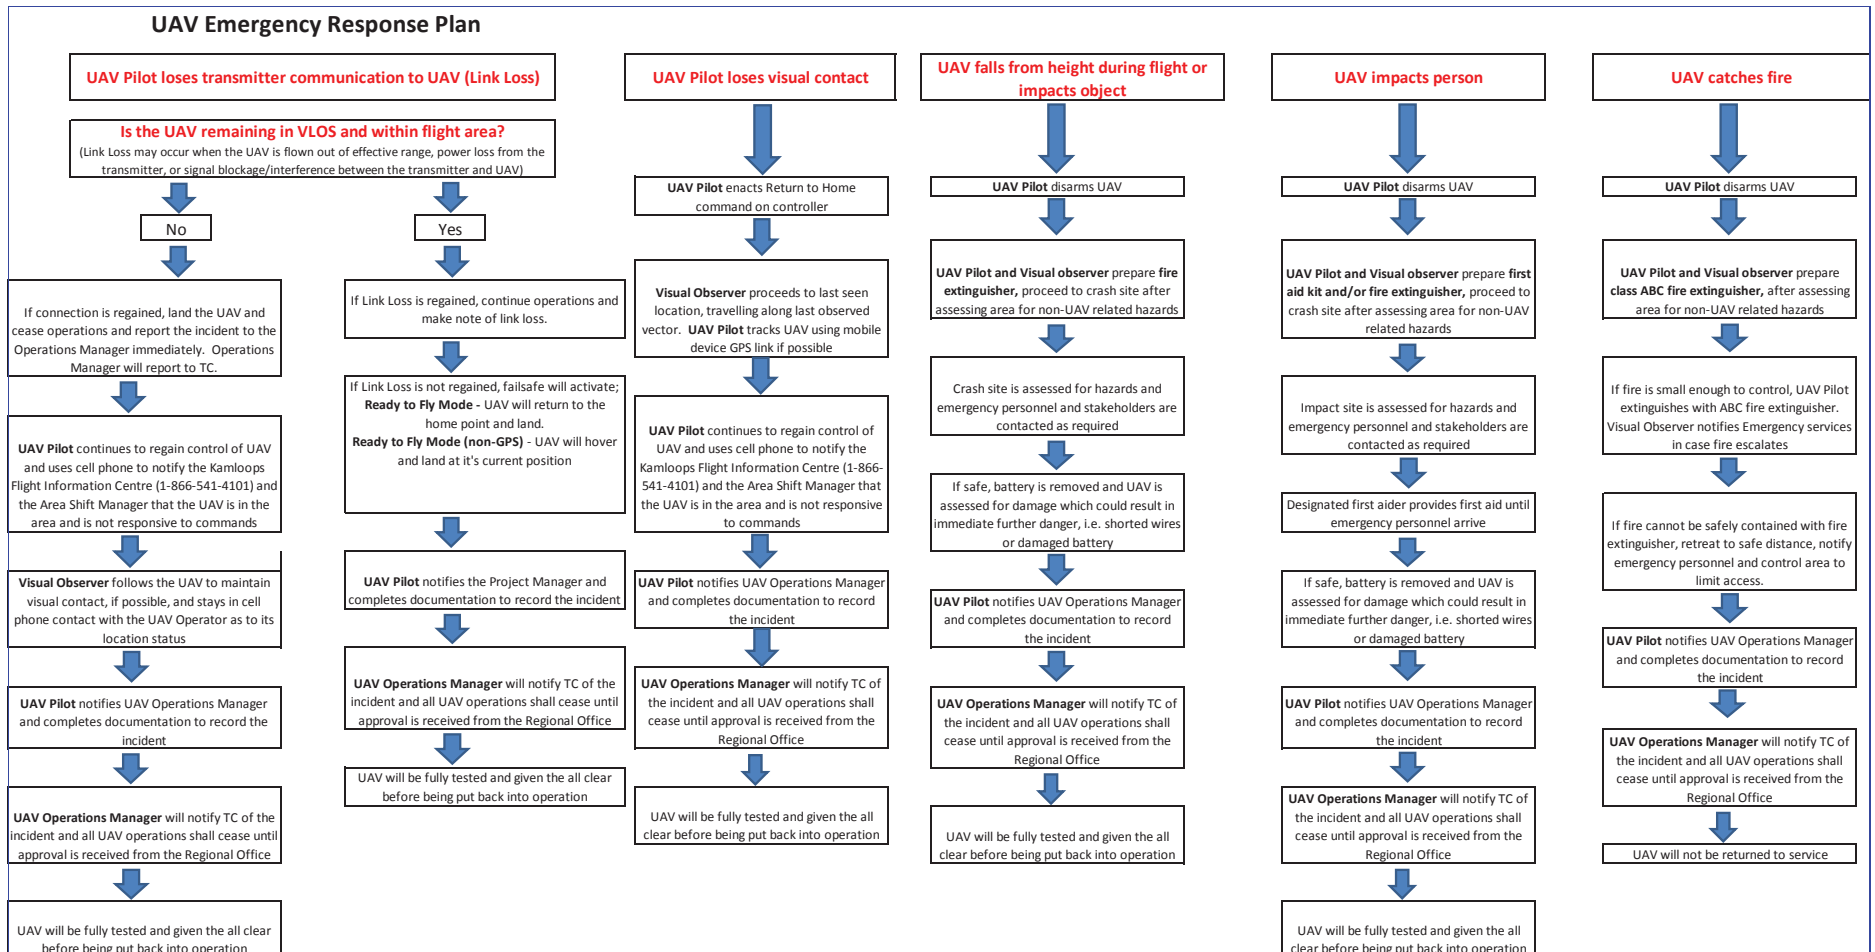 UAV Emergency Response Plan
UAV Pilot loses transmitter communication to UAV (Link Loss)
Is the UAV remaining in VLOS and within flight area?
(Link Loss may occur when the UAV is flown out of effective range, power loss from the
transmitter, or signal blockage/interference between the transmitter and UAV)
No
If connection is regained, land the UAV and
cease operations and report the incident to the
Operations Manager immediately. Operations
Manager will report to TC.
UAV Pilot continues to regain control of UAV
and uses cell phone to notify the Kamloops
Flight Information Centre (1-866-541-4101) and
the Area Shift Manager that the UAV is in the
area and is not responsive to commands
Visual Observer follows the UAV to maintain
visual contact, if possible, and stays in cell
phone contact with the UAV Operator as to its
location status
UAV Pilot notifies UAV Operations Manager
and completes documentation to record the
incident
UAV Operations Manager will notify TC of the
incident and all UAV operations shall cease until
approval is received from the Regional Office
UAV will be fully tested and given the all clear
before being put back into operation
Yes
If Link Loss is regained, continue operations and
make note of link loss.
If Link Loss is not regained, failsafe will activate;
Ready to Fly Mode - UAV will return to the
home point and land.
Ready to Fly Mode (non-GPS) - UAV will hover
and land at it's current position
UAV Pilot notifies the Project Manager and
completes documentation to record the incident
UAV Operations Manager will notify TC of the
incident and all UAV operations shall cease until
approval is received from the Regional Office
UAV will be fully tested and given the all clear
before being put back into operation
UAV Pilot loses visual contact
UAV Pilot enacts Return to Home
command on controller
Visual Observer proceeds to last seen
location, travelling along last observed
vector. UAV Pilot tracks UAV using mobile
device GPS link if possible
UAV Pilot continues to regain control of
UAV and uses cell phone to notify the
Kamloops Flight Information Centre (1-866-
541-4101) and the Area Shift Manager that
the UAV is in the area and is not responsive
to commands
UAV Pilot notifies UAV Operations Manager
and completes documentation to record
the incident
UAV Operations Manager will notify TC of
the incident and all UAV operations shall
cease until approval is received from the
Regional Office
UAV will be fully tested and given the all
clear before being put back into operation
UAV falls from height during flight or
impacts object
UAV Pilot disarms UAV
UAV Pilot and Visual observer prepare fire
extinguisher, proceed to crash site after
assessing area for non-UAV related hazards
Crash site is assessed for hazards and
emergency personnel and stakeholders are
contacted as required
If safe, battery is removed and UAV is
assessed for damage which could result in
immediate further danger, i.e. shorted wires
or damaged battery
UAV Pilot notifies UAV Operations Manager
and completes documentation to record
the incident
UAV Operations Manager will notify TC of
the incident and all UAV operations shall
cease until approval is received from the
Regional Office
UAV will be fully tested and given the all
clear before being put back into operation
UAV impacts person
UAV Pilot disarms UAV
UAV Pilot and Visual observer prepare first
aid kit and/or fire extinguisher, proceed to
crash site after assessing area for non-UAV
related hazards
Impact site is assessed for hazards and
emergency personnel and stakeholders are
contacted as required
Designated first aider provides first aid until
emergency personnel arrive
If safe, battery is removed and UAV is
assessed for damage which could result in
immediate further danger, i.e. shorted wires
or damaged battery
UAV Pilot notifies UAV Operations Manager
and completes documentation to record
the incident
UAV Operations Manager will notify TC of
the incident and all UAV operations shall
cease until approval is received from the
Regional Office
UAV will be fully tested and given the all
clear before being put back into operation
UAV catches fire
UAV Pilot disarms UAV
UAV Pilot and Visual observer prepare
class ABC fire extinguisher, after assessing
area for non-UAV related hazards
If fire is small enough to control, UAV Pilot
extinguishes with ABC fire extinguisher.
Visual Observer notifies Emergency services
in case fire escalates
If fire cannot be safely contained with fire
extinguisher, retreat to safe distance, notify
emergency personnel and control area to
limit access.
UAV Pilot notifies UAV Operations Manager
and completes documentation to record
the incident
UAV Operations Manager will notify TC of
the incident and all UAV operations shall
cease until approval is received from the
Regional Office
UAV will not be returned to service